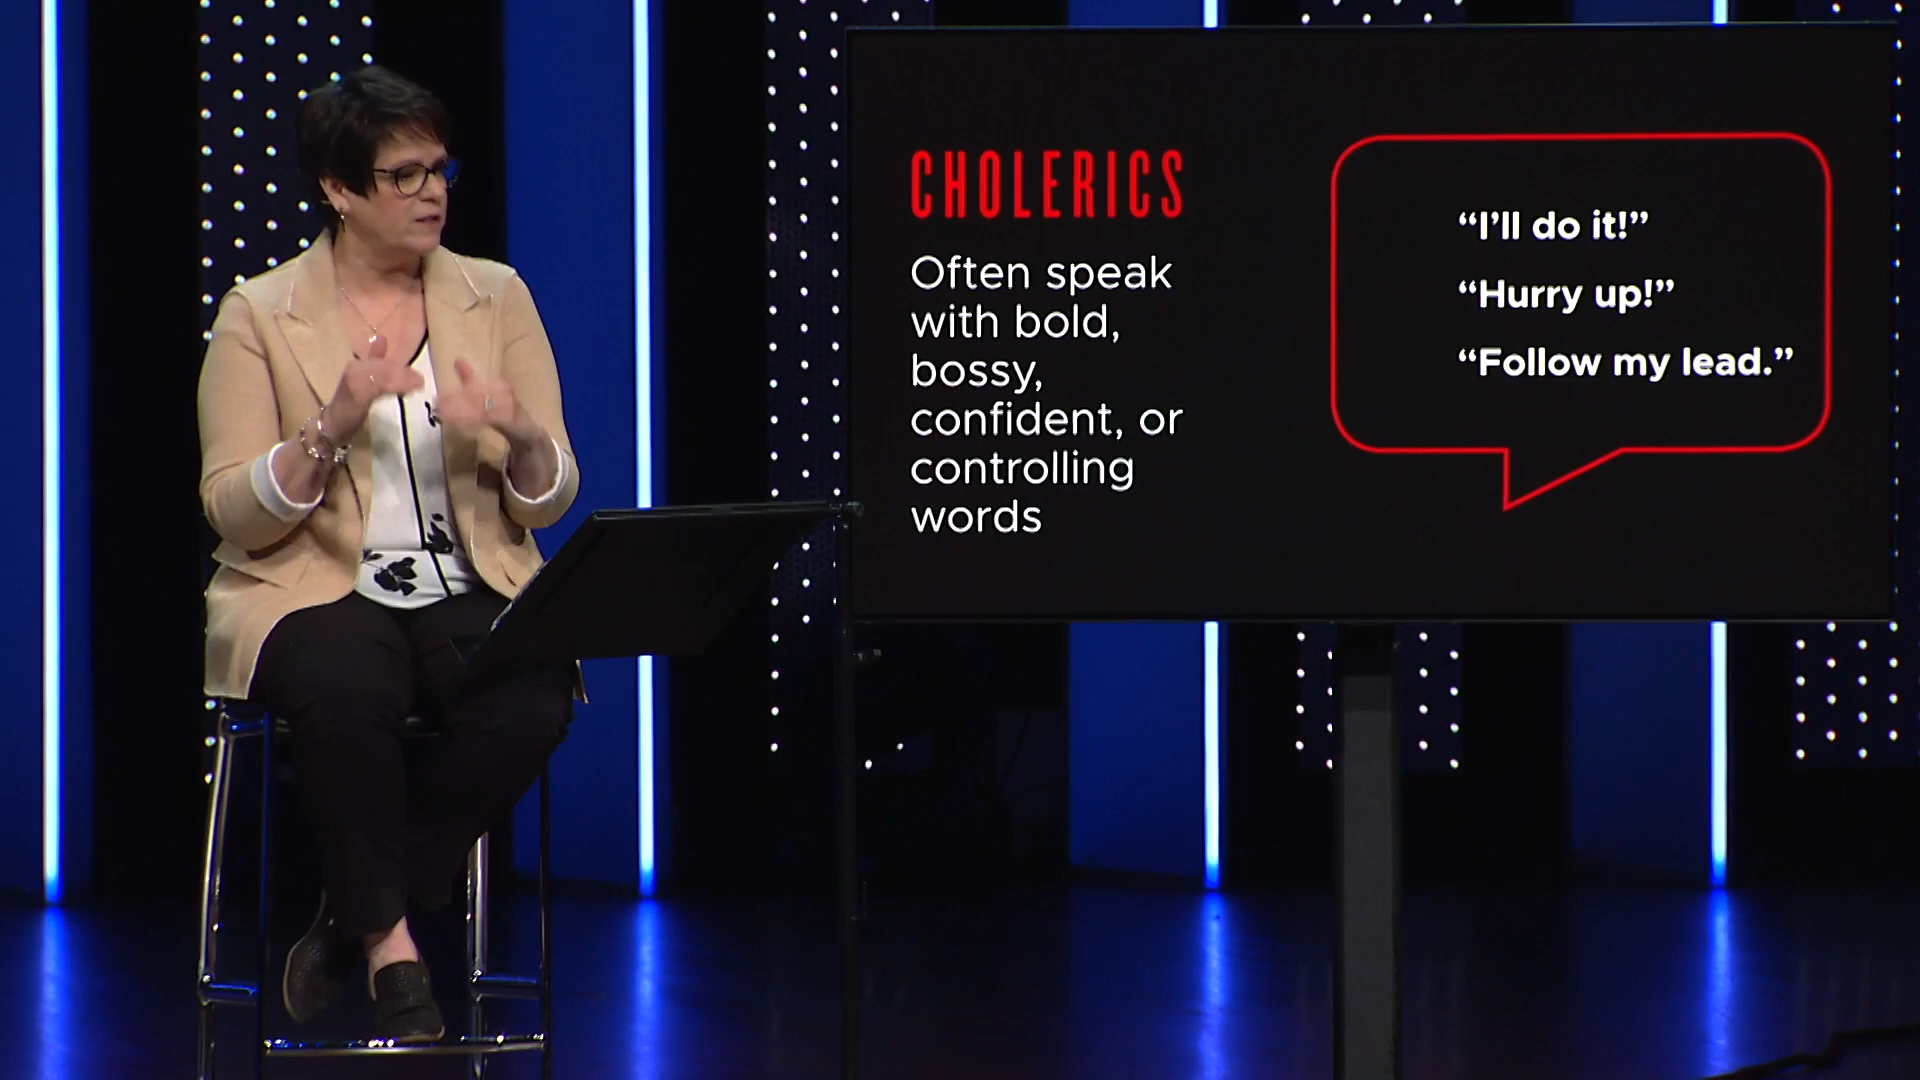 CHOLERICS
Often speak
with bold,
bossy,
confident, or
controlling
words
“I’ll do it!”
“Hurry up!”
“Follow my lead.”